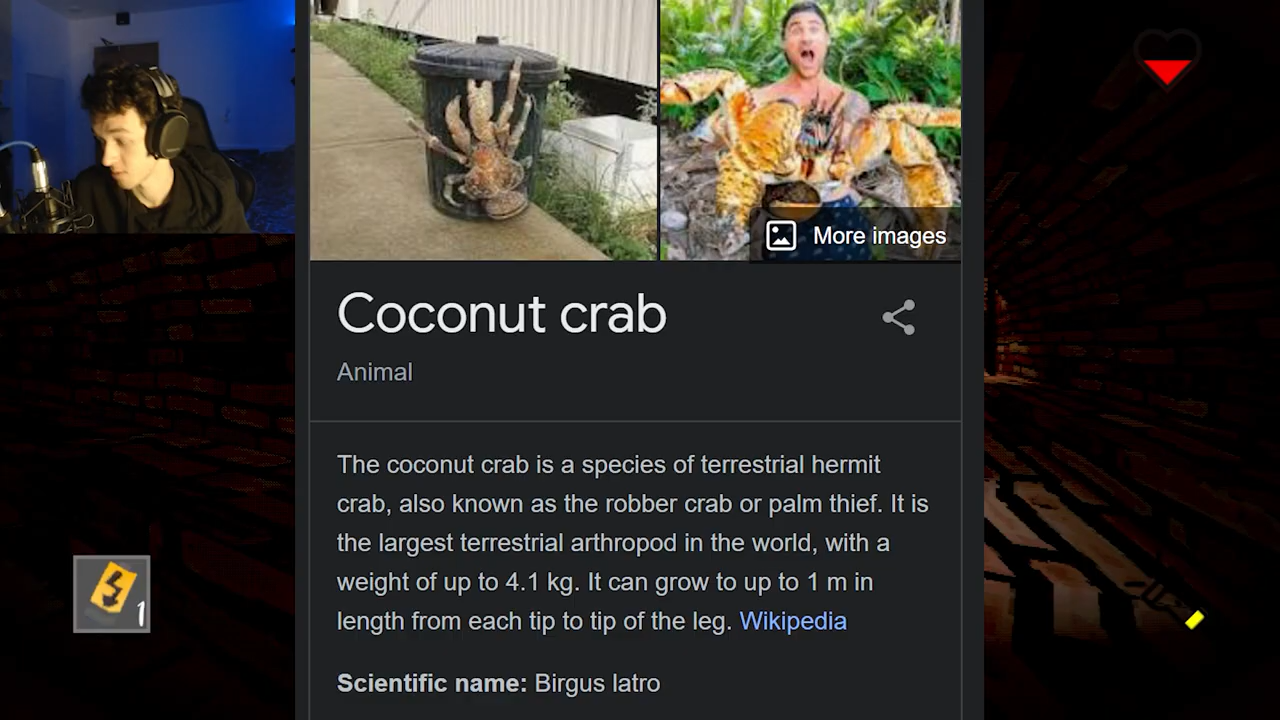 More images
Coconut crab
Animal
The coconut crab is a species of terrestrial hermit
crab, also known as the robber crab or palm thief. It is
the largest terrestrial arthropod in the world, with a
weight of up to 4.1 kg. It can grow to up to 1 m in
length from each tip to tip of the leg. Wikipedia
1
Scientific name: Birgus latro